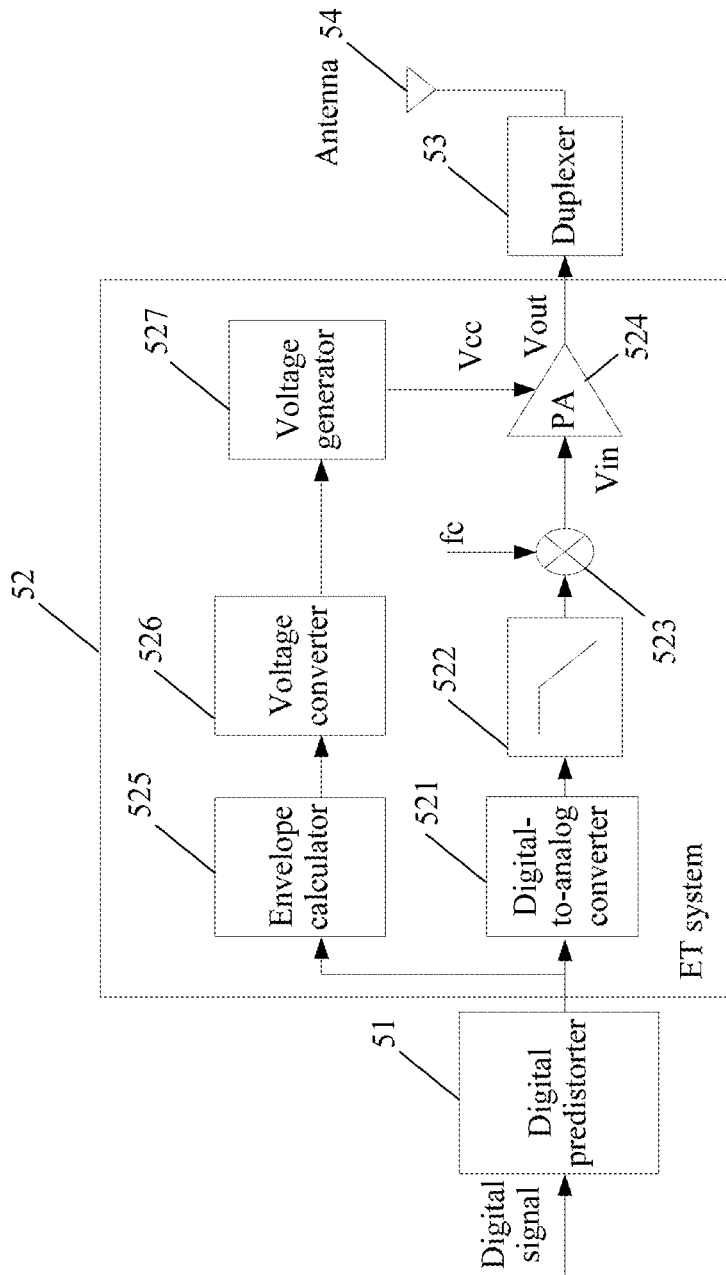 52
525
526
527
Envelope
calculator
Voltage
converter
Voltage
generator
Antenna 54
51
521
522
fc
Vcc
53
Digital
signal
Digital
predistorter
Digital-
to-analog
converter
523
Vin
PA
Vout
524
Duplexer
ET system